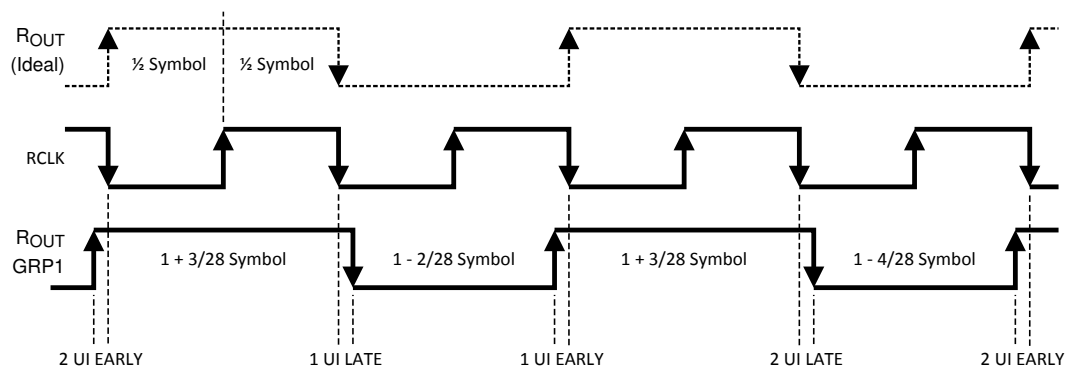 ROUT
(Ideal)
½ Symbol
½ Symbol
RCLK
ROUT
GRP1
1 + 3/28 Symbol
1 - 2/28 Symbol
1 + 3/28 Symbol
1 - 4/28 Symbol
2 UI EARLY
1 UI LATE
1 UI EARLY
2 UI LATE
2 UI EARLY